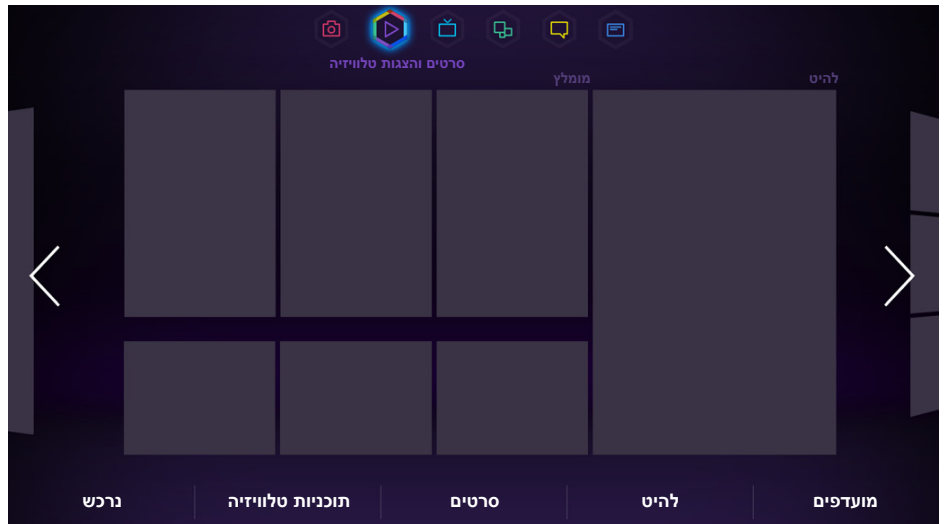 סרטים והצגות טלוויזיה
להיט
מומלץ
מועדפים
להיט
סרטים
תוכניות טלוויזיה
נרכש